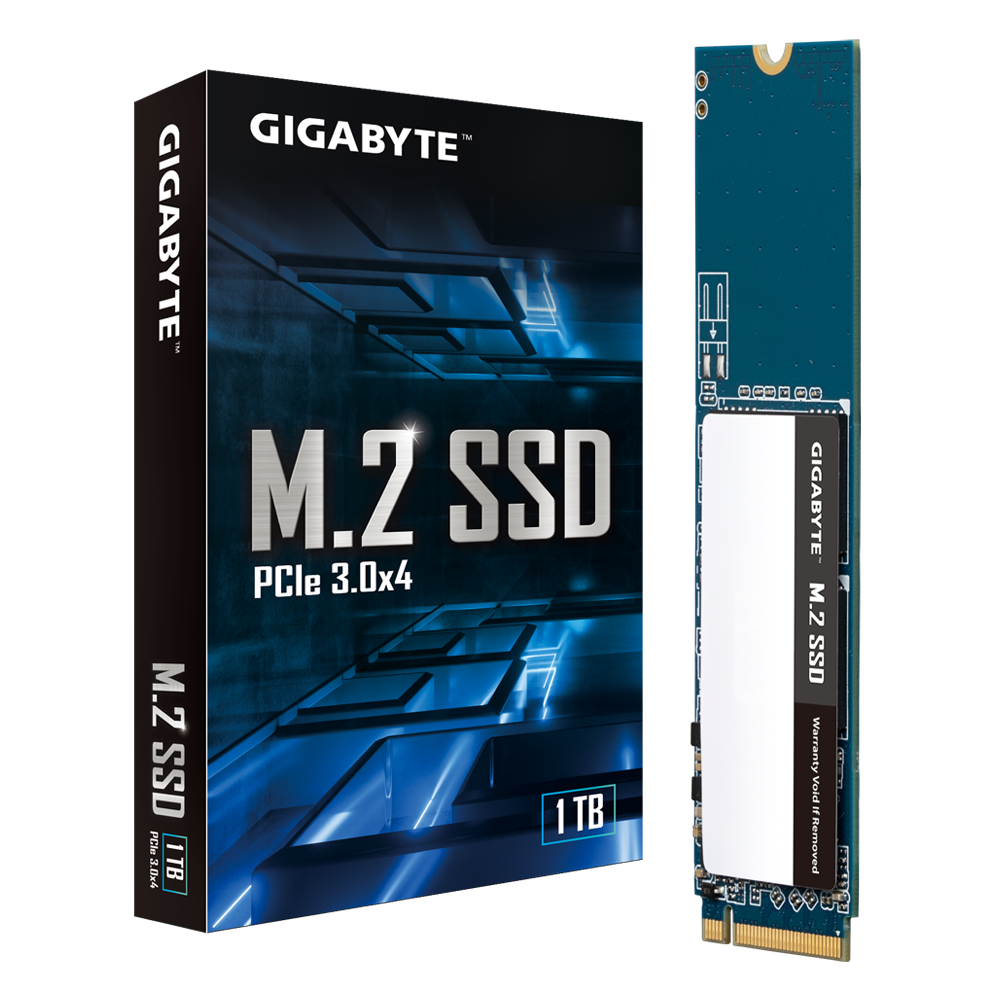 GIGABYTE™
M.2 SSD
PCIe 3.0x4
1 TB
GIGABYTE™
M.2 SSD
1 TB
PCIe 3.0x4
GIGABYTE™ M.2 SSD
Warranty Void If Removed